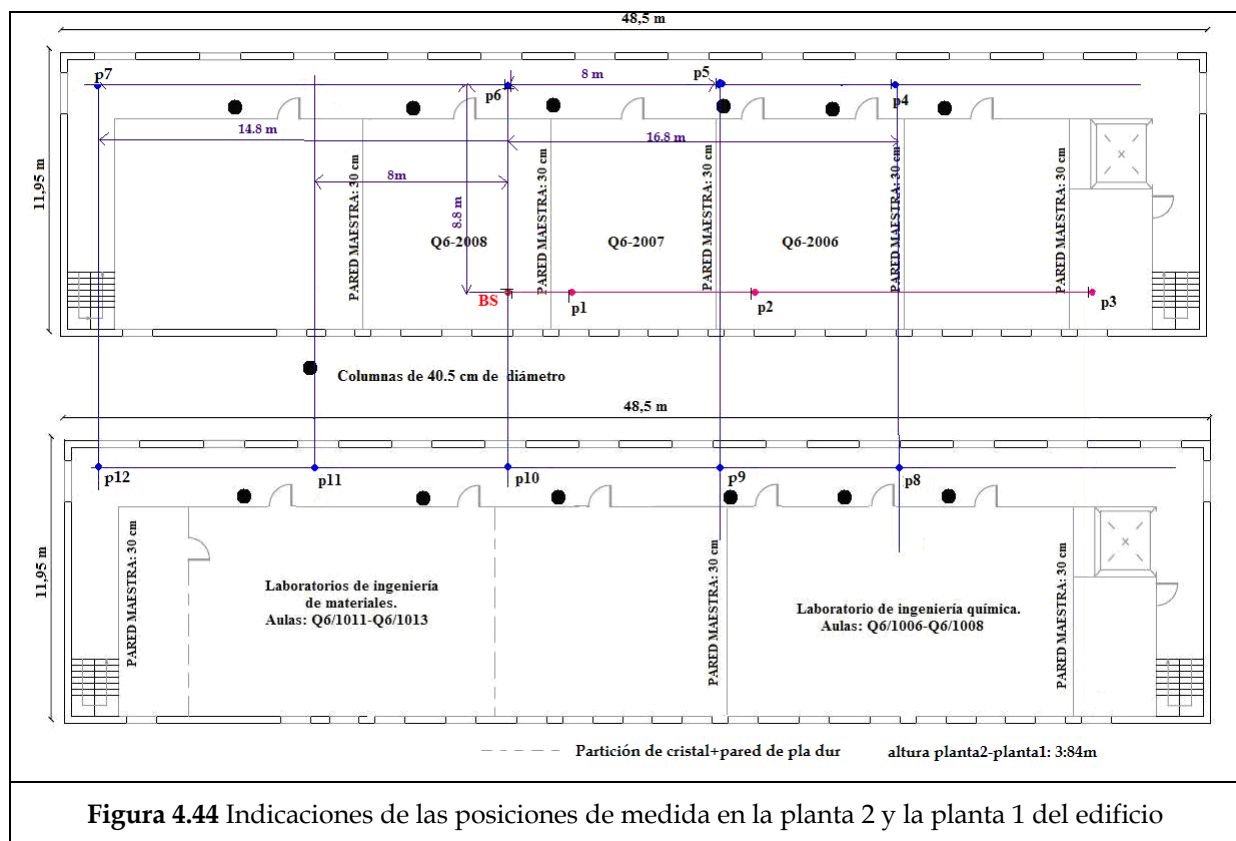 48,5 m
p7
p6
8 m
p5
p4
14.8 m
16.8 m
11,95 m
PARED MAESTRA: 30 cm
8m
8.8 m
PARED MAESTRA: 30 cm
PARED MAESTRA: 30 cm
PARED MAESTRA: 30 cm
PARED MAESTRA: 30 cm
Q6-2008
Q6-2007
Q6-2006
BS
p1
p2
p3
Columnas de 40.5 cm de diámetro
48,5 m
p12
p11
p10
p9
p8
11,95 m
PARED MAESTRA: 30 cm
Laboratorios de ingeniería
de materiales.
Aulas: Q6/1011-Q6/1013
PARED MAESTRA: 30 cm
Laboratorio de ingeniería química.
Aulas: Q6/1006-Q6/1008
PARED MAESTRA: 30 cm
Partición de cristal+pared de pla dur
altura planta2-planta1: 3:84m
Figura 4.44 Indicaciones de las posiciones de medida en la planta 2 y la planta 1 del edificio